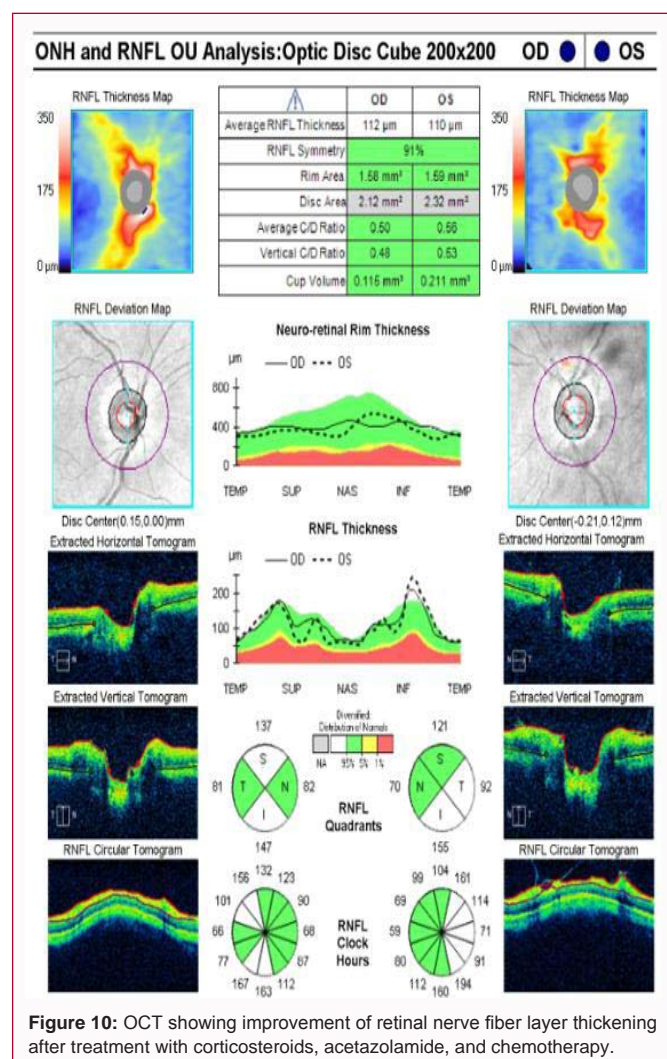 ONH and RNFL OU Analysis:Optic Disc Cube 200x200 OD OS
RNFL Thickness Map
350
175
0 µm
OD OS
Average RNFL Thickness 112 µm 110 µm
RNFL Symmetry 91%
Rim Area 1.58 mm² 1.59 mm²
Disc Area 2.12 mm² 2.32 mm²
Average C/D Ratio 0.50 0.56
Vertical C/D Ratio 0.48 0.53
Cup Volume 0.116 mm³ 0.211 mm³
RNFL Thickness Map
350
175
0 µm
RNFL Deviation Map
Disc Center(0.15,0.00)mm
Neuro-retinal Rim Thickness
µm OD OS
800
400
0
TEMP SUP NAS INF TEMP
RNFL Deviation Map
Disc Center(-0.21,0.12)mm
Extracted Horizontal Tomogram
T N
RNFL Thickness
µm OD OS
200
100
0
TEMP SUP NAS INF TEMP
Extracted Horizontal Tomogram
N T
Extracted Vertical Tomogram
Diversified:
Distribution of Normals
NA 95% 5% 1%
137
S
81 T N 82
I
147
RNFL
Quadrants
121
S
70 N T 92
I
155
Extracted Vertical Tomogram
RNFL Circular Tomogram
132
156 123
101 90
66 68
77 87
167 112
163
RNFL
Clock
Hours
104
99 161
69 114
59 71
80 91
112 194
160
RNFL Circular Tomogram
Figure 10: OCT showing improvement of retinal nerve fiber layer thickening
after treatment with corticosteroids, acetazolamide, and chemotherapy.